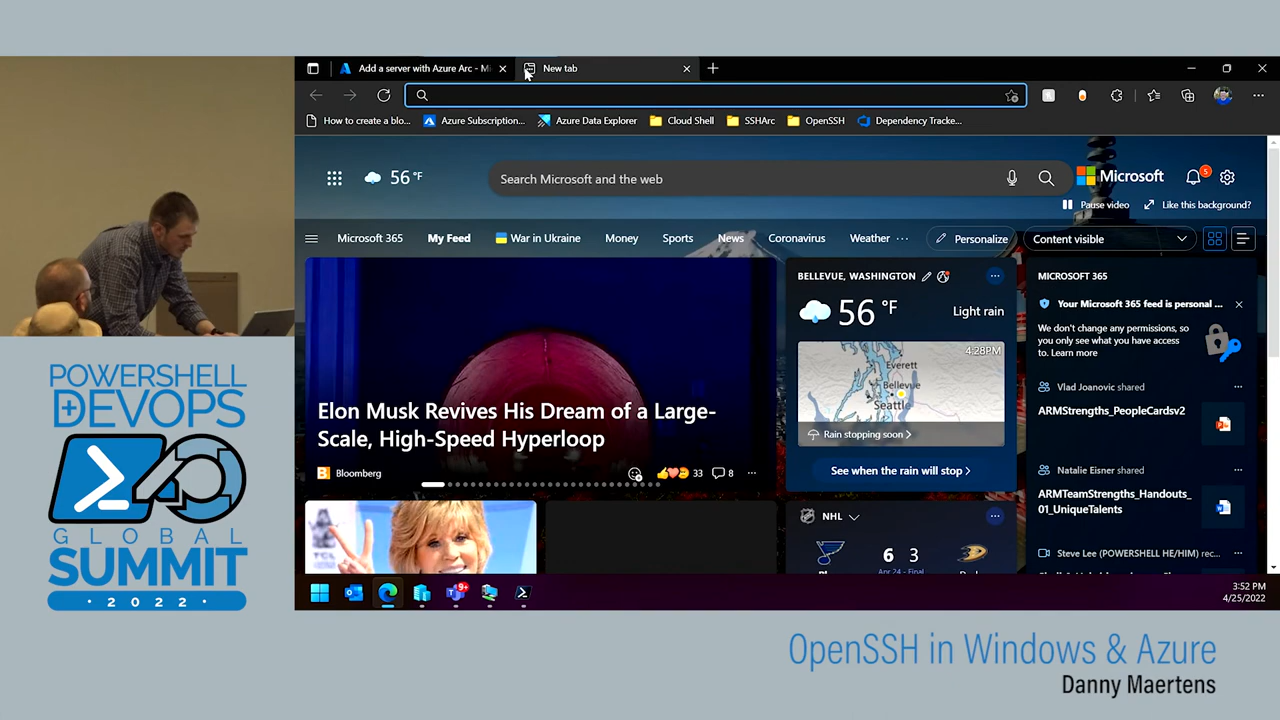 Add a server with Azure Arc - Mi
New tab
How to create a blo...
Azure Subscription...
Azure Data Explorer
Cloud Shell
SSHArc
OpenSSH
Dependency Tracke...
56 °F
Search Microsoft and the web
Microsoft
5
Pause video
Like this background?
Microsoft 365
My Feed
War in Ukraine
Money
Sports
News
Coronavirus
Weather
Personalize
Content visible
Elon Musk Revives His Dream of a Large-
Scale, High-Speed Hyperloop
Bloomberg
33
8
BELLEVUE, WASHINGTON
56 °F
Light rain
4:28PM
Everett
Bellevue
Seattle
Rain stopping soon
See when the rain will stop
NHL
6 3
Apr 24 - Final
MICROSOFT 365
Your Microsoft 365 feed is personal ...
We don't change any permissions, so
you only see what you have access
to. Learn more
Vlad Joanovic shared
ARMStrengths_PeopleCardsv2
Natalie Eisner shared
ARMTeamStrengths_Handouts_
01_UniqueTalents
Steve Lee (POWERSHELL HE/HIM) rec...
9+
3:52 PM
4/25/2022
POWERSHELL
+DEVOPS
GLOBAL
SUMMIT
· 2022 ·
OpenSSH in Windows & Azure
Danny Maertens